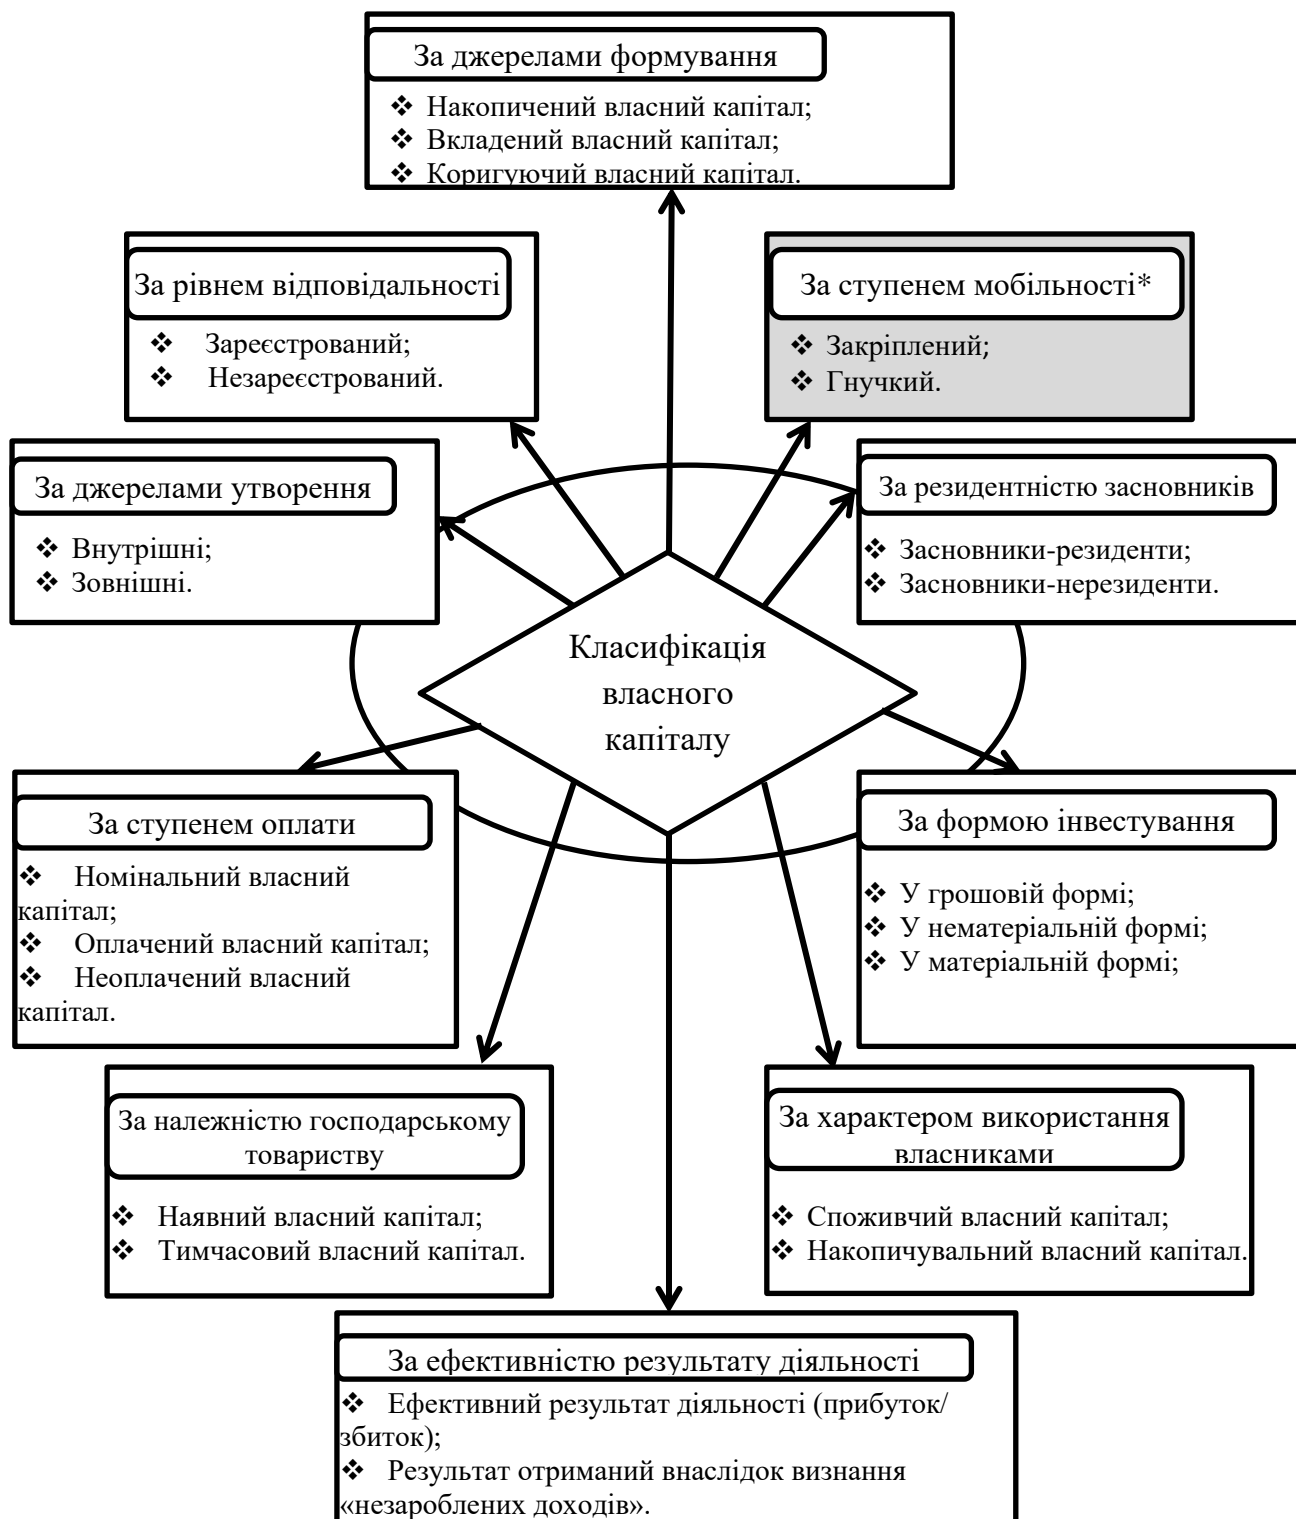 За джерелами формування
❖ Накопичений власний капітал;
❖ Вкладений власний капітал;
❖ Коригуючий власний капітал.
За рівнем відповідальності
❖ Зареєстрований;
❖ Незареєстрований.
За ступенем мобільності*
❖ Закріплений;
❖ Гнучкий.
За джерелами утворення
❖ Внутрішні;
❖ Зовнішні.
За резидентністю засновників
❖ Засновники-резиденти;
❖ Засновники-нерезиденти.
Класифікація
власного
капіталу
За ступенем оплати
❖ Номінальний власний
капітал;
❖ Оплачений власний капітал;
❖ Неоплачений власний
капітал.
За формою інвестування
❖ У грошовій формі;
❖ У нематеріальній формі;
❖ У матеріальній формі;
За належністю господарському
товариству
❖ Наявний власний капітал;
❖ Тимчасовий власний капітал.
За характером використання
власниками
❖ Споживчий власний капітал;
❖ Накопичувальний власний капітал.
За ефективністю результату діяльності
❖ Ефективний результат діяльності (прибуток/
збиток);
❖ Результат отриманий внаслідок визнання
«незароблених доходів».